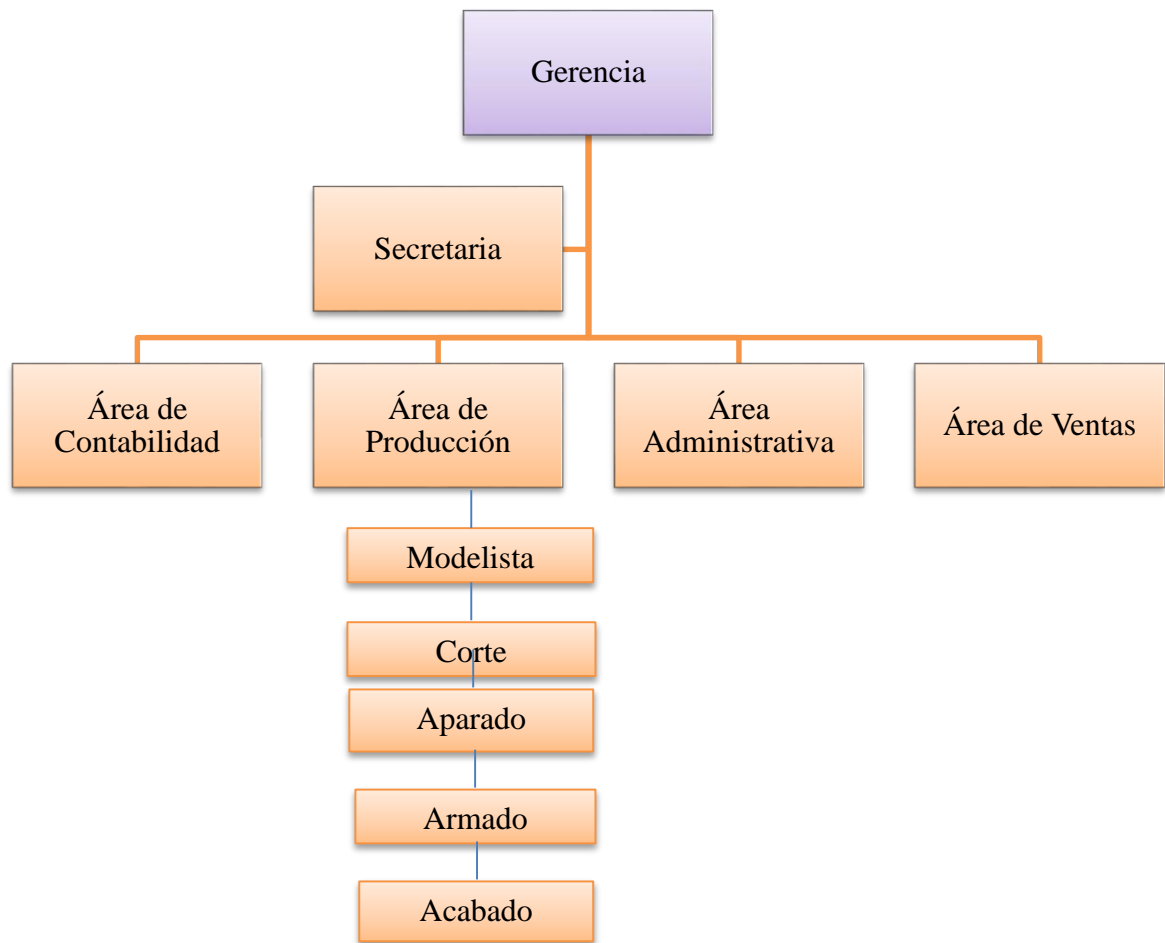 Gerencia
Secretaria
Área de
Contabilidad
Área de
Producción
Área
Administrativa
Área de Ventas
Modelista
Corte
Aparado
Armado
Acabado